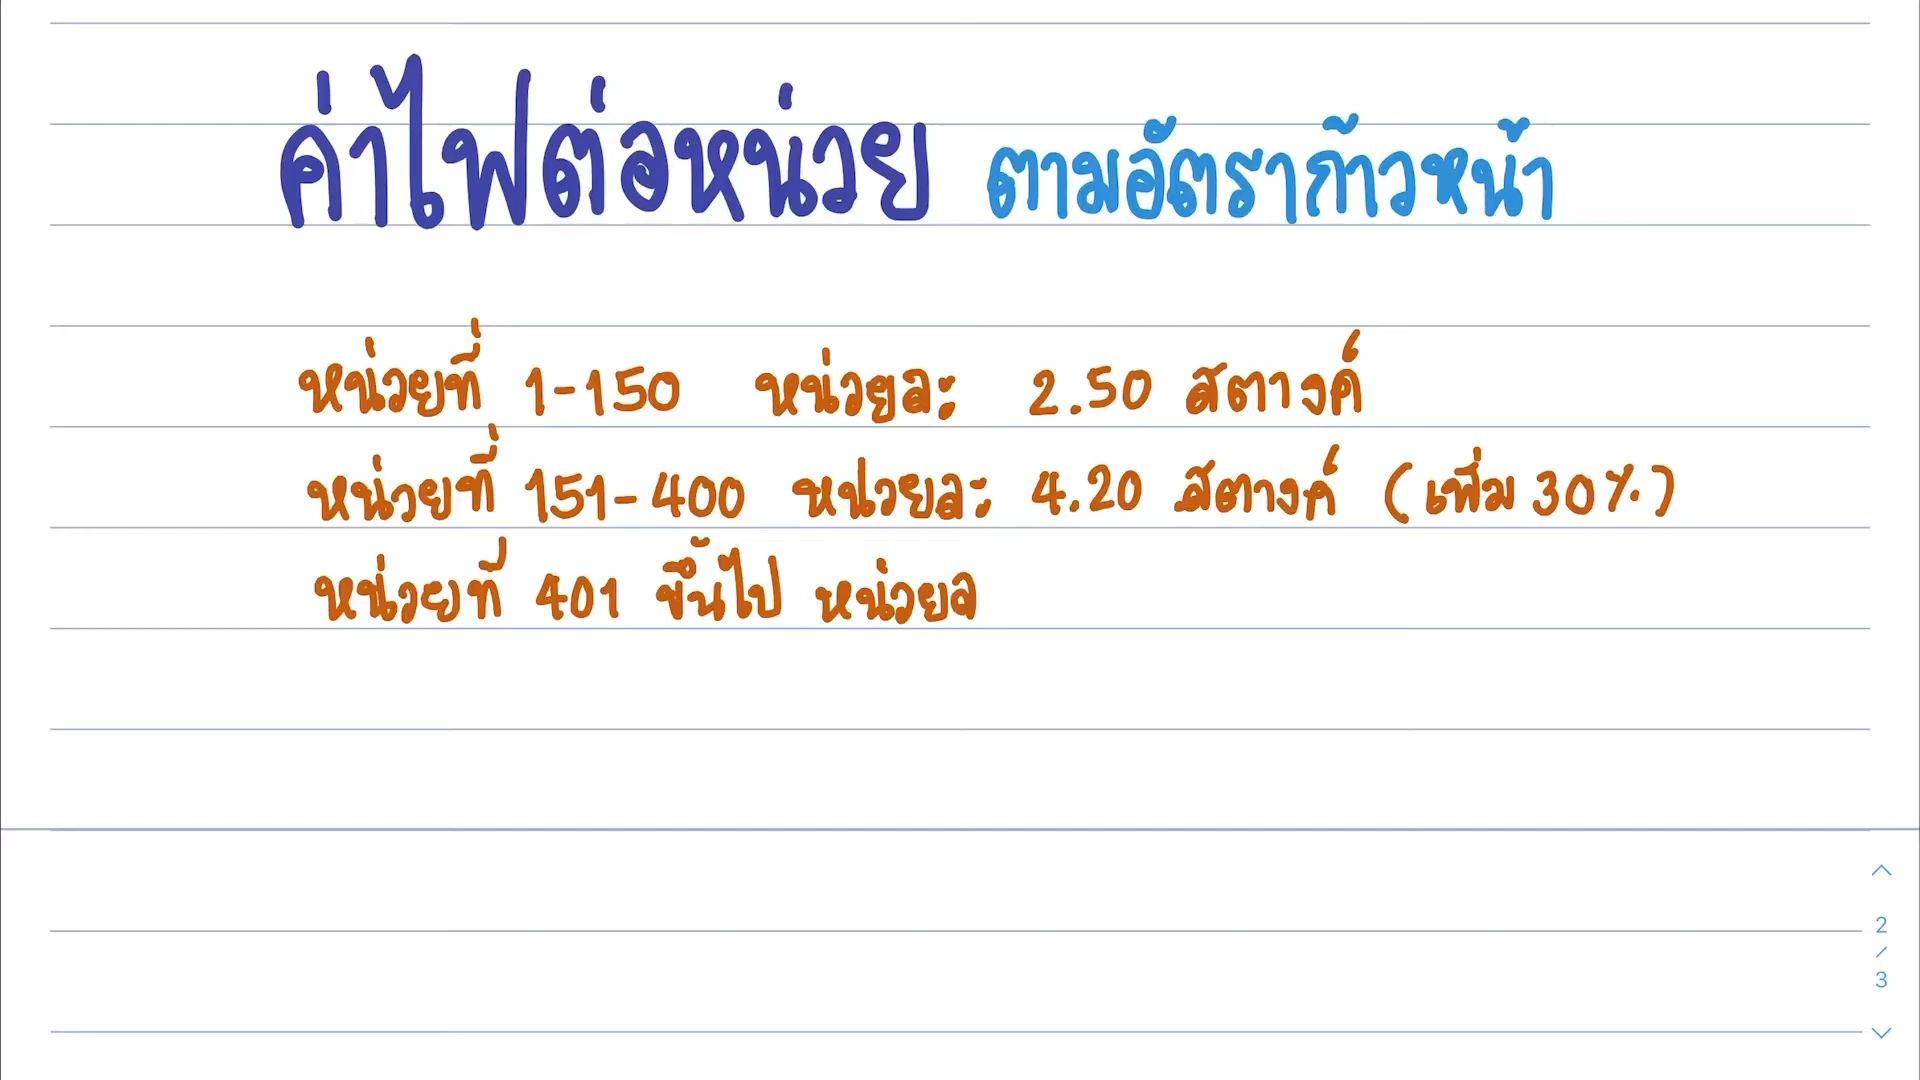 ค่าไฟต่อหน่วย ตามอัตราก้าวหน้า
หน่วยที่ 1-150 หน่วยละ 2.50 สตางค์
หน่วยที่ 151-400 หน่วยละ 4.20 สตางค์ (เพิ่ม 30%)
หน่วยที่ 401 ขึ้นไป หน่วยล
2
/
3